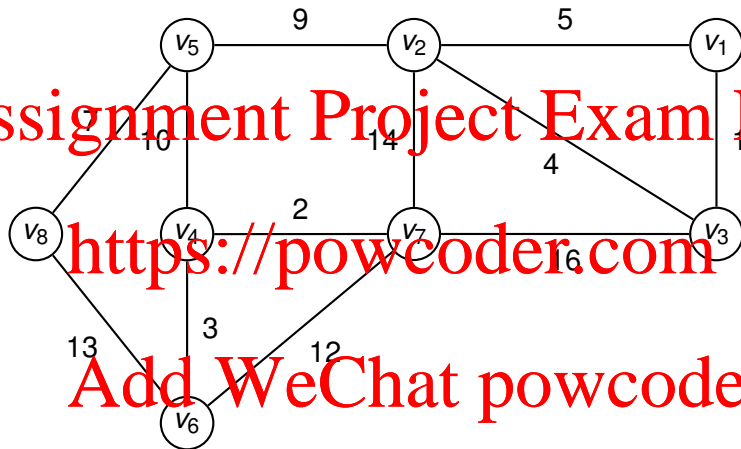 9 5
v5 v2 v1
ssignment Project Exam
7 10 14 4
2
v8 v4 v7 v3
https://powcoder.com
16
3
13 12
Add WeChat powcode
v6